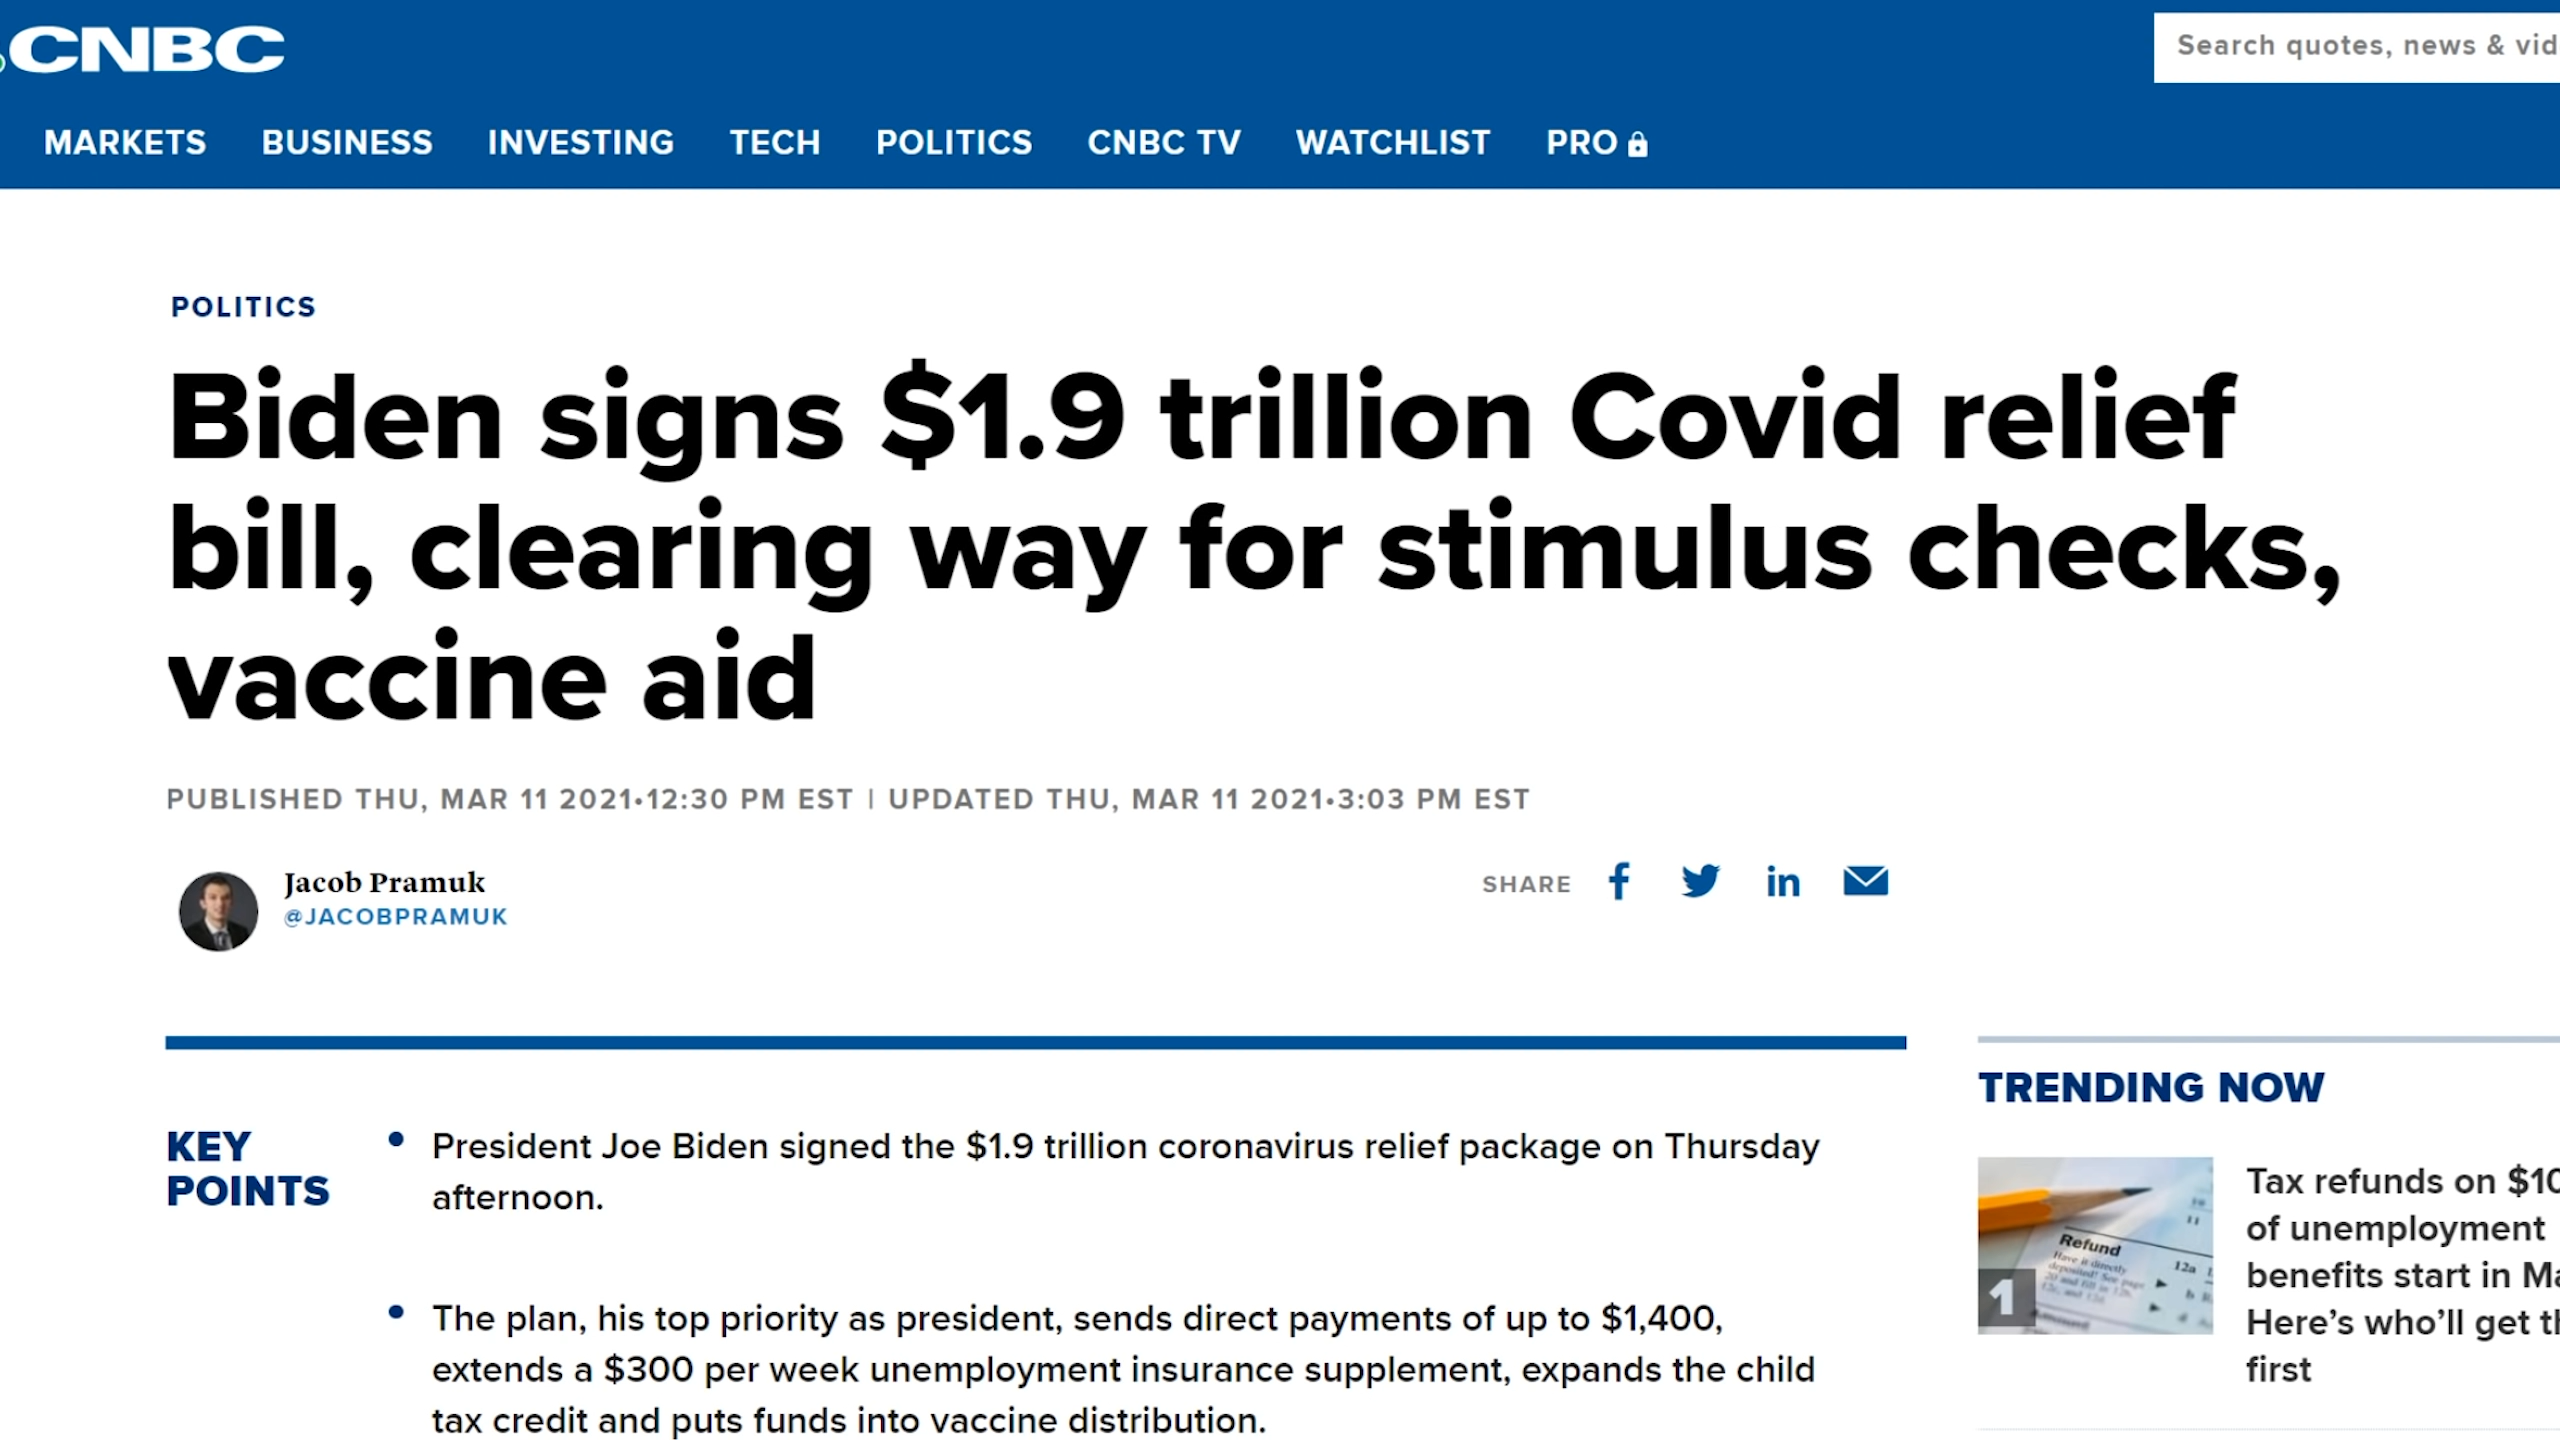 CNBC
Search quotes, news & vid
MARKETS BUSINESS INVESTING TECH POLITICS CNBC TV WATCHLIST PRO
POLITICS
Biden signs $1.9 trillion Covid relief
bill, clearing way for stimulus checks,
vaccine aid
PUBLISHED THU, MAR 11 2021•12:30 PM EST | UPDATED THU, MAR 11 2021•3:03 PM EST
Jacob Pramuk
@JACOBPRAMUK
SHARE
KEY
POINTS
• President Joe Biden signed the $1.9 trillion coronavirus relief package on Thursday
afternoon.
• The plan, his top priority as president, sends direct payments of up to $1,400,
extends a $300 per week unemployment insurance supplement, expands the child
tax credit and puts funds into vaccine distribution.
TRENDING NOW
Refund
12a
11
1
Tax refunds on $10
of unemployment
benefits start in Ma
Here's who'll get th
first